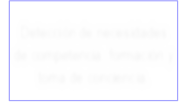 Detección de necesidades
de competencia, formación y
toma de conciencia